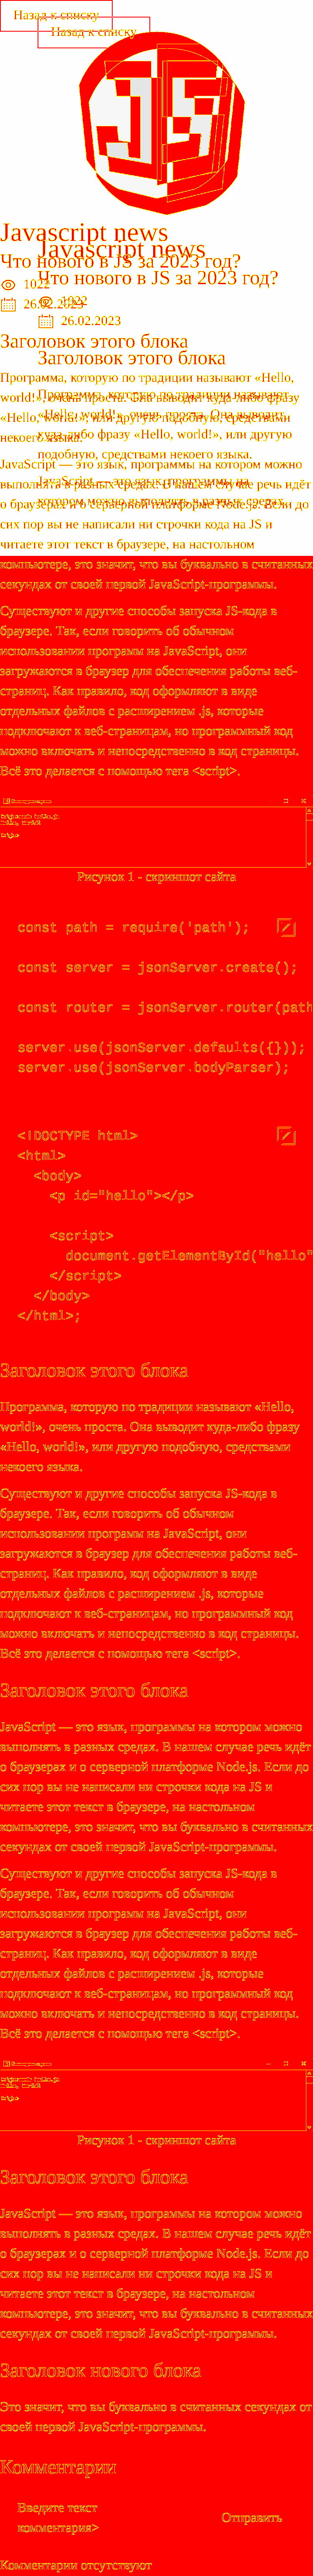 Назад к списку
Назад к списку
JS
Javascript news
Javascript news
Что нового в JS за 2023 год?
Что нового в JS за 2023 год?
1022
1022
26.02.2023
26.02.2023
Заголовок этого блока
Заголовок этого блока
Программа, которую по традиции называют «Hello,
Программа, которую по традиции называют
world!», очень проста. Она выводит куда-либо фразу
«Hello, world!», очень проста. Она выводит
«Hello, world!», или другую подобную, средствами
куда-либо фразу «Hello, world!», или другую
некоего языка.
подобную, средствами некоего языка.
JavaScript — это язык, программы на котором можно
JavaScript — это язык, программы на
выполнять в разных средах. В нашем случае речь идёт
котором можно выполнять в разных средах.
о браузерах и о серверной платформе Node.js. Если до
сих пор вы не написали ни строчки кода на JS и
читаете этот текст в браузере, на настольном
компьютере, это значит, что вы буквально в считанных
секундах от своей первой JavaScript-программы.
Существуют и другие способы запуска JS-кода в
браузере. Так, если говорить об обычном
использовании программ на JavaScript, они
загружаются в браузер для обеспечения работы веб-
страниц. Как правило, код оформляют в виде
отдельных файлов с расширением .js, которые
подключают к веб-страницам, но программный код
можно включать и непосредственно в код страницы.
Всё это делается с помощью тега <script>.
Рисунок 1 - скриншот сайта
const path = require('path');
const server = jsonServer.create();
const router = jsonServer.router(path
server.use(jsonServer.defaults({}));
server.use(jsonServer.bodyParser);
<!DOCTYPE html>
<html>
<body>
<p id="hello"></p>
<script>
document.getElementById("hello"
</script>
</body>
</html>;
Заголовок этого блока
Программа, которую по традиции называют «Hello,
world!», очень проста. Она выводит куда-либо фразу
«Hello, world!», или другую подобную, средствами
некоего языка.
Существуют и другие способы запуска JS-кода в
браузере. Так, если говорить об обычном
использовании программ на JavaScript, они
загружаются в браузер для обеспечения работы веб-
страниц. Как правило, код оформляют в виде
отдельных файлов с расширением .js, которые
подключают к веб-страницам, но программный код
можно включать и непосредственно в код страницы.
Всё это делается с помощью тега <script>.
Заголовок этого блока
JavaScript — это язык, программы на котором можно
выполнять в разных средах. В нашем случае речь идёт
о браузерах и о серверной платформе Node.js. Если до
сих пор вы не написали ни строчки кода на JS и
читаете этот текст в браузере, на настольном
компьютере, это значит, что вы буквально в считанных
секундах от своей первой JavaScript-программы.
Существуют и другие способы запуска JS-кода в
браузере. Так, если говорить об обычном
использовании программ на JavaScript, они
загружаются в браузер для обеспечения работы веб-
страниц. Как правило, код оформляют в виде
отдельных файлов с расширением .js, которые
подключают к веб-страницам, но программный код
можно включать и непосредственно в код страницы.
Всё это делается с помощью тега <script>.
Рисунок 1 - скриншот сайта
Заголовок этого блока
JavaScript — это язык, программы на котором можно
выполнять в разных средах. В нашем случае речь идёт
о браузерах и о серверной платформе Node.js. Если до
сих пор вы не написали ни строчки кода на JS и
читаете этот текст в браузере, на настольном
компьютере, это значит, что вы буквально в считанных
секундах от своей первой JavaScript-программы.
Заголовок нового блока
Это значит, что вы буквально в считанных секундах от
своей первой JavaScript-программы.
Комментарии
Введите текст
комментария>
Отправить
Комментарии отсутствуют